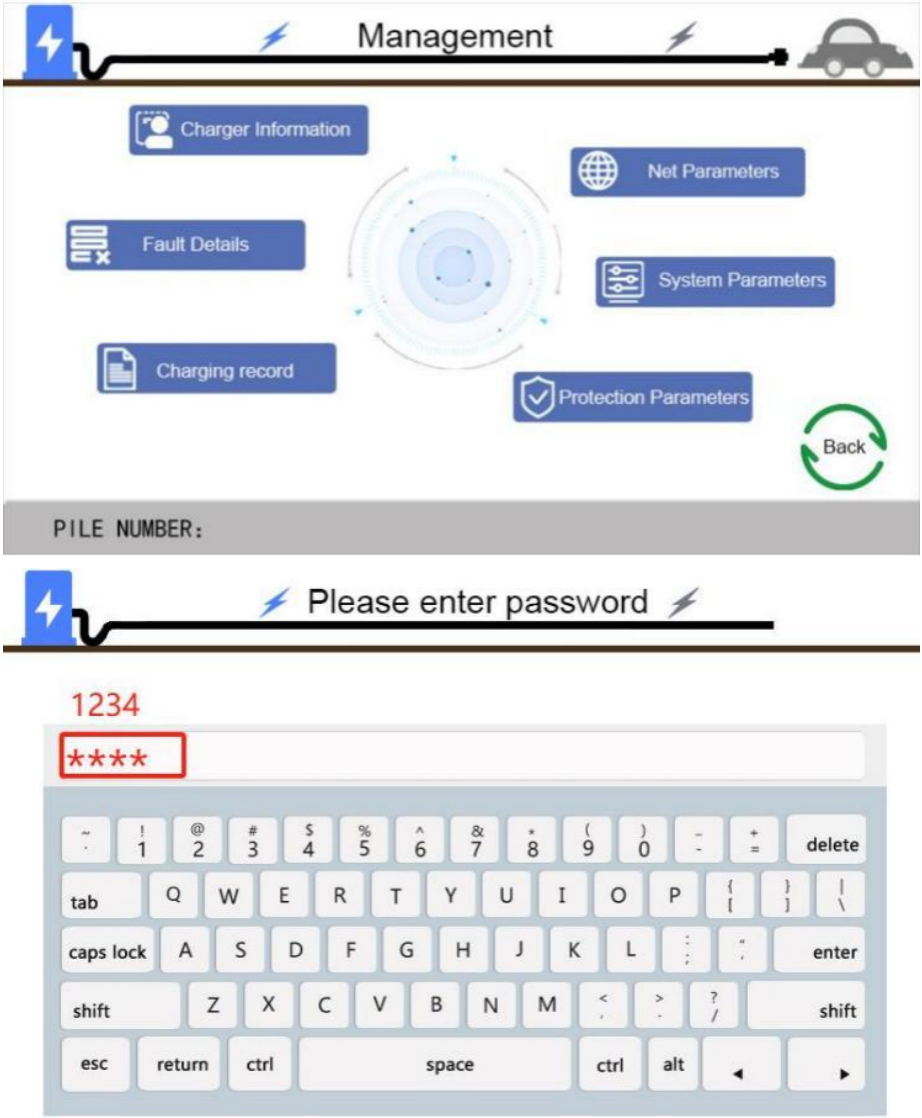 Management
Charger Information
Net Parameters
Fault Details
System Parameters
Charging record
Protection Parameters
Back
PILE NUMBER:
Please enter password
1234
****
~ ! @ # $ % ^ & * ( ) _ +
· 1 2 3 4 5 6 7 8 9 0 - = delete
tab Q W E R T Y U I O P { [ } ] | \
caps lock A S D F G H J K L : ; " ' enter
shift Z X C V B N M < , > . ? / shift
esc return ctrl space ctrl alt ◀ ▶